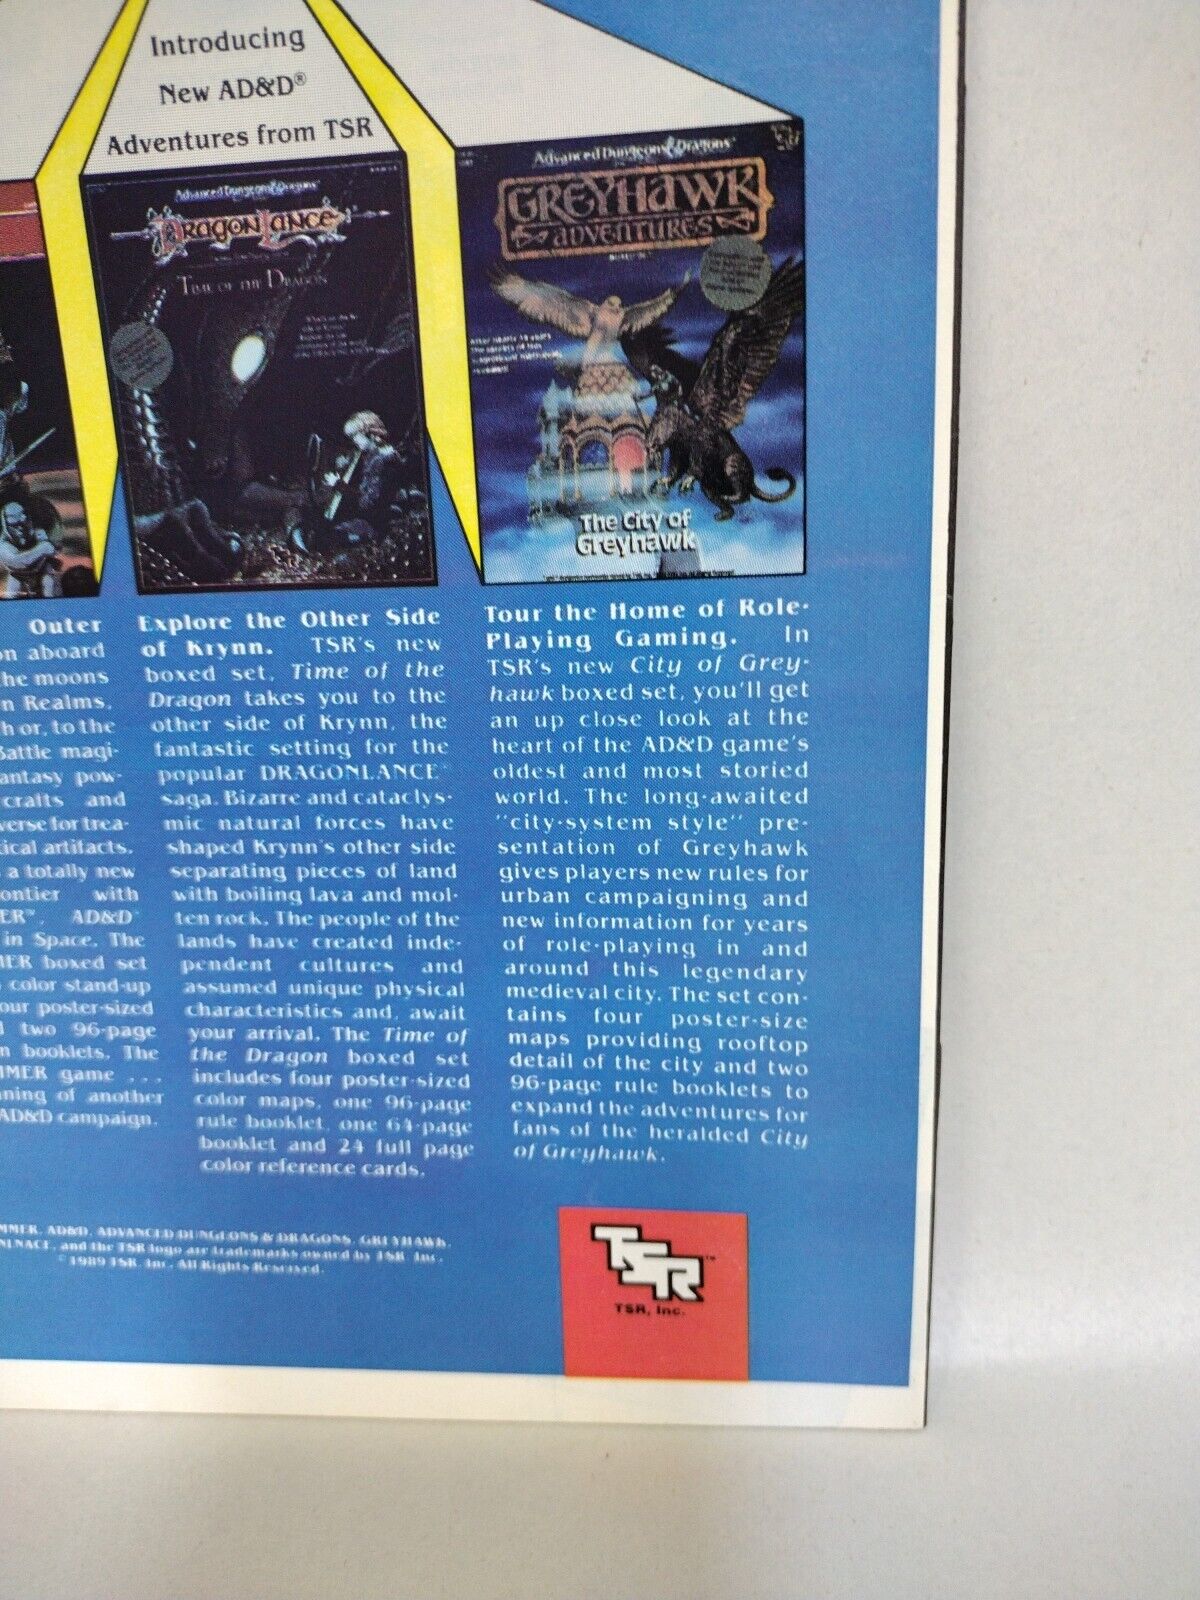 Introducing
New AD&D®
Adventures from TSR
Advanced Dungeons & Dragons
DRAGONLANCE
TIME OF THE DRAGON
Advanced Dungeons & Dragons
GREYHAWK
ADVENTURES
The City of
Greyhawk
Outer
on aboard
he moons
n Realms,
h or, to the
Battle magi-
antasy pow-
crafts and
verse for trea-
ical artifacts.
a totally new
ontier with
ER™, AD&D
in Space. The
MER boxed set
color stand-up
our poster-sized
two 96-page
n booklets. The
MMER game ...
ning of another
AD&D campaign.
Explore the Other Side
of Krynn. TSR's new
boxed set, Time of the
Dragon takes you to the
other side of Krynn, the
fantastic setting for the
popular DRAGONLANCE®
saga. Bizarre and cataclys-
mic natural forces have
shaped Krynn's other side
separating pieces of land
with boiling lava and mol-
ten rock. The people of the
lands have created inde-
pendent cultures and
assumed unique physical
characteristics and, await
your arrival. The Time of
the Dragon boxed set
includes four poster-sized
color maps, one 96-page
rule booklet, one 64-page
booklet and 24 full page
color reference cards.
Tour the Home of Role-
Playing Gaming. In
TSR's new City of Grey-
hawk boxed set, you'll get
an up close look at the
heart of the AD&D game's
oldest and most storied
world. The long-awaited
"city-system style" pre-
sentation of Greyhawk
gives players new rules for
urban campaigning and
new information for years
of role-playing in and
around this legendary
medieval city. The set con-
tains four poster-size
maps providing rooftop
detail of the city and two
96-page rule booklets to
expand the adventures for
fans of the heralded City
of Greyhawk.
MMER, AD&D, ADVANCED DUNGEONS & DRAGONS, GREYHAWK,
NLNACE, and the TSR logo are trademarks owned by TSR, Inc.
©1989 TSR, Inc. All Rights Reserved.
TSR™
TSR, Inc.